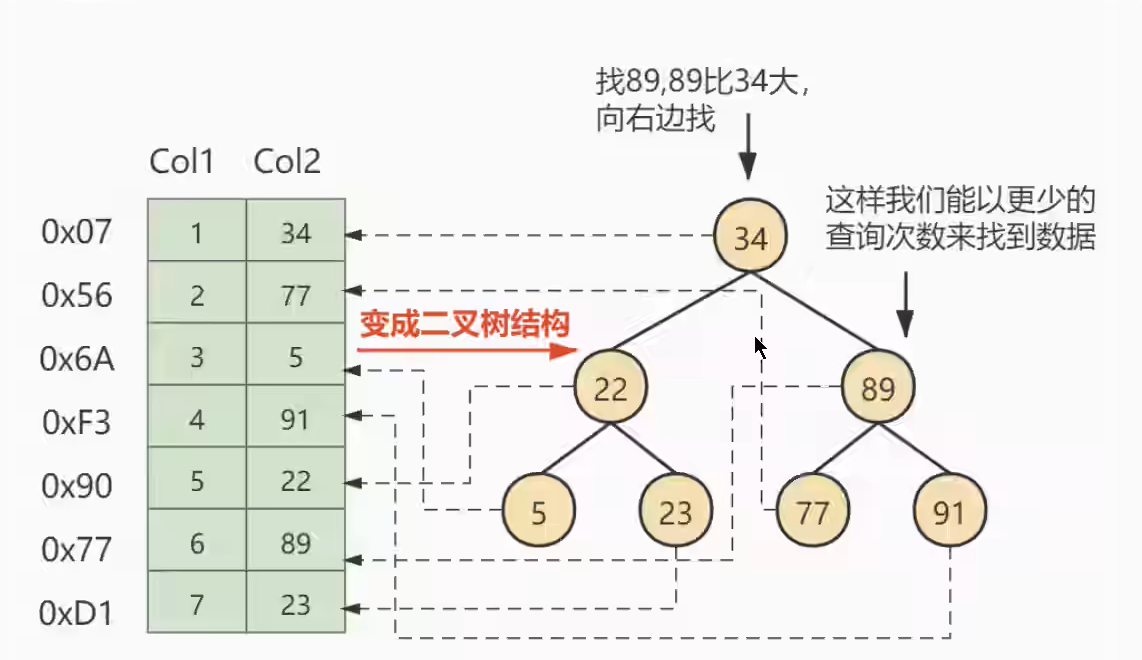 找89,89比34大，
向右边找
这样我们能以更少的
查询次数来找到数据
Col1 Col2
0x07 1 34
0x56 2 77
0x6A 3 5
0xF3 4 91
0x90 5 22
0x77 6 89
0xD1 7 23
变成二叉树结构
34
22 89
5 23 77 91